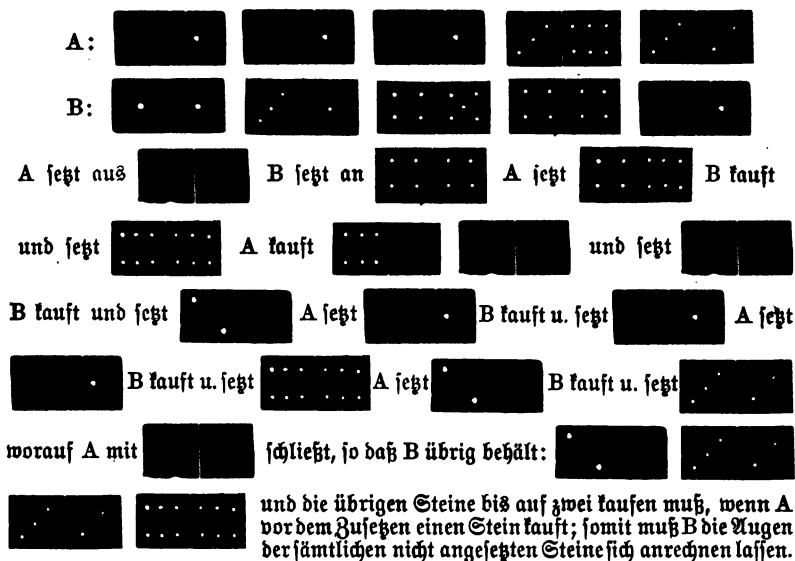 A:
B:
A ſetzt aus B ſetzt an A ſetzt B kauft
und ſetzt A kauft und ſetzt
B kauft und ſetzt A ſetzt B kauft u. ſetzt A ſetzt
B kauft u. ſetzt A ſetzt B kauft u. ſetzt
worauf A mit ſchließt, ſo daß B übrig behält:
und die übrigen Steine bis auf zwei kaufen muß, wenn A
vor dem Zuſetzen einen Stein kauft; ſomit muß B die Augen
der ſämtlichen nicht angeſetzten Steine ſich anrechnen laſſen.